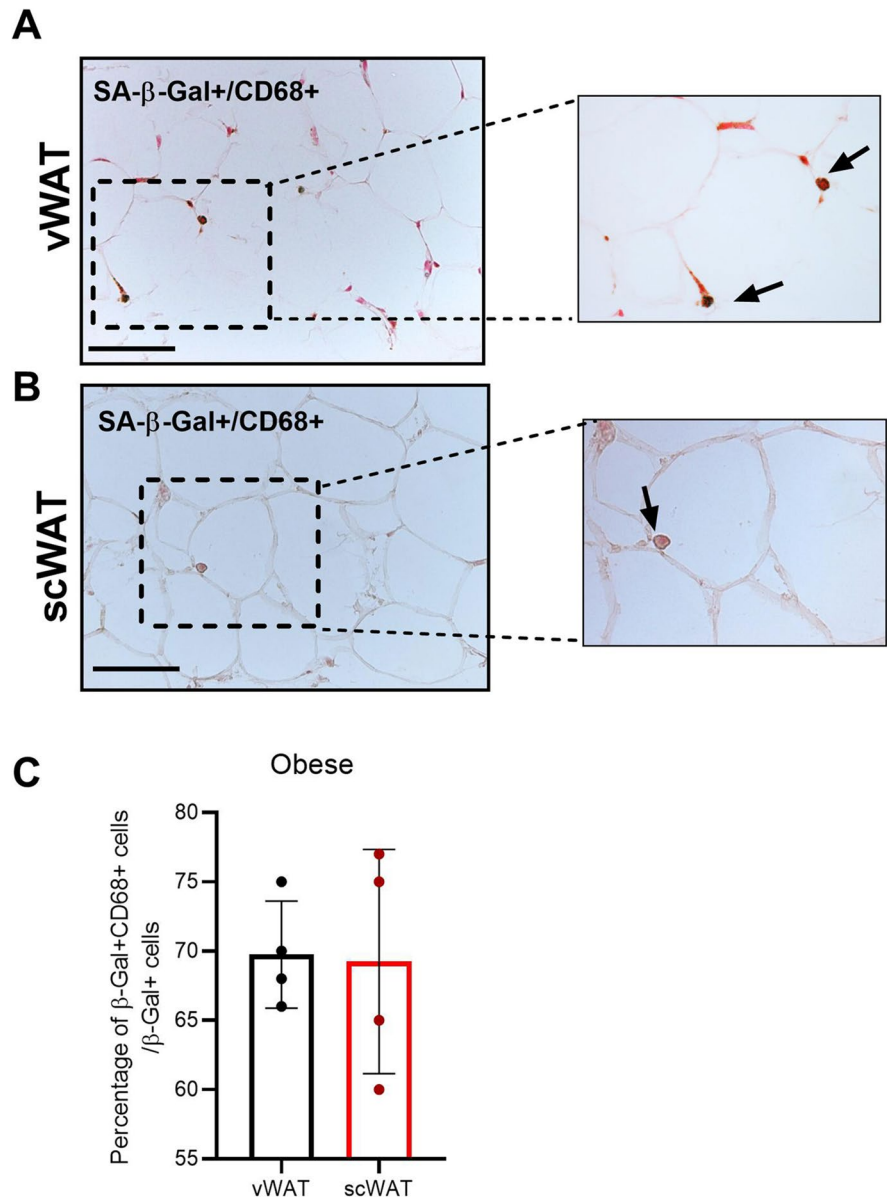 A
SA-β-Gal+/CD68+
vWAT
B
SA-β-Gal+/CD68+
scWAT
C
Obese
Percentage of β-Gal+CD68+ cells
/β-Gal+ cells
80
75
70
65
60
55
vWAT
scWAT